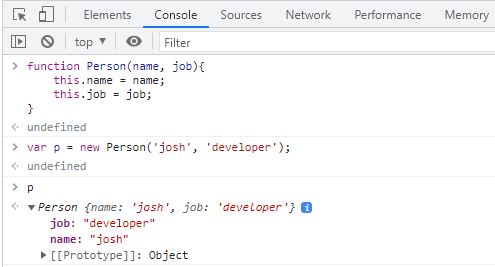 Elements Console Sources Network Performance Memory
top ▼ Filter
> function Person(name, job){
this.name = name;
this.job = job;
}
undefined
> var p = new Person('josh', 'developer');
undefined
> p
▼ Person {name: 'josh', job: 'developer'} i
job: "developer"
name: "josh"
▶ [[Prototype]]: Object